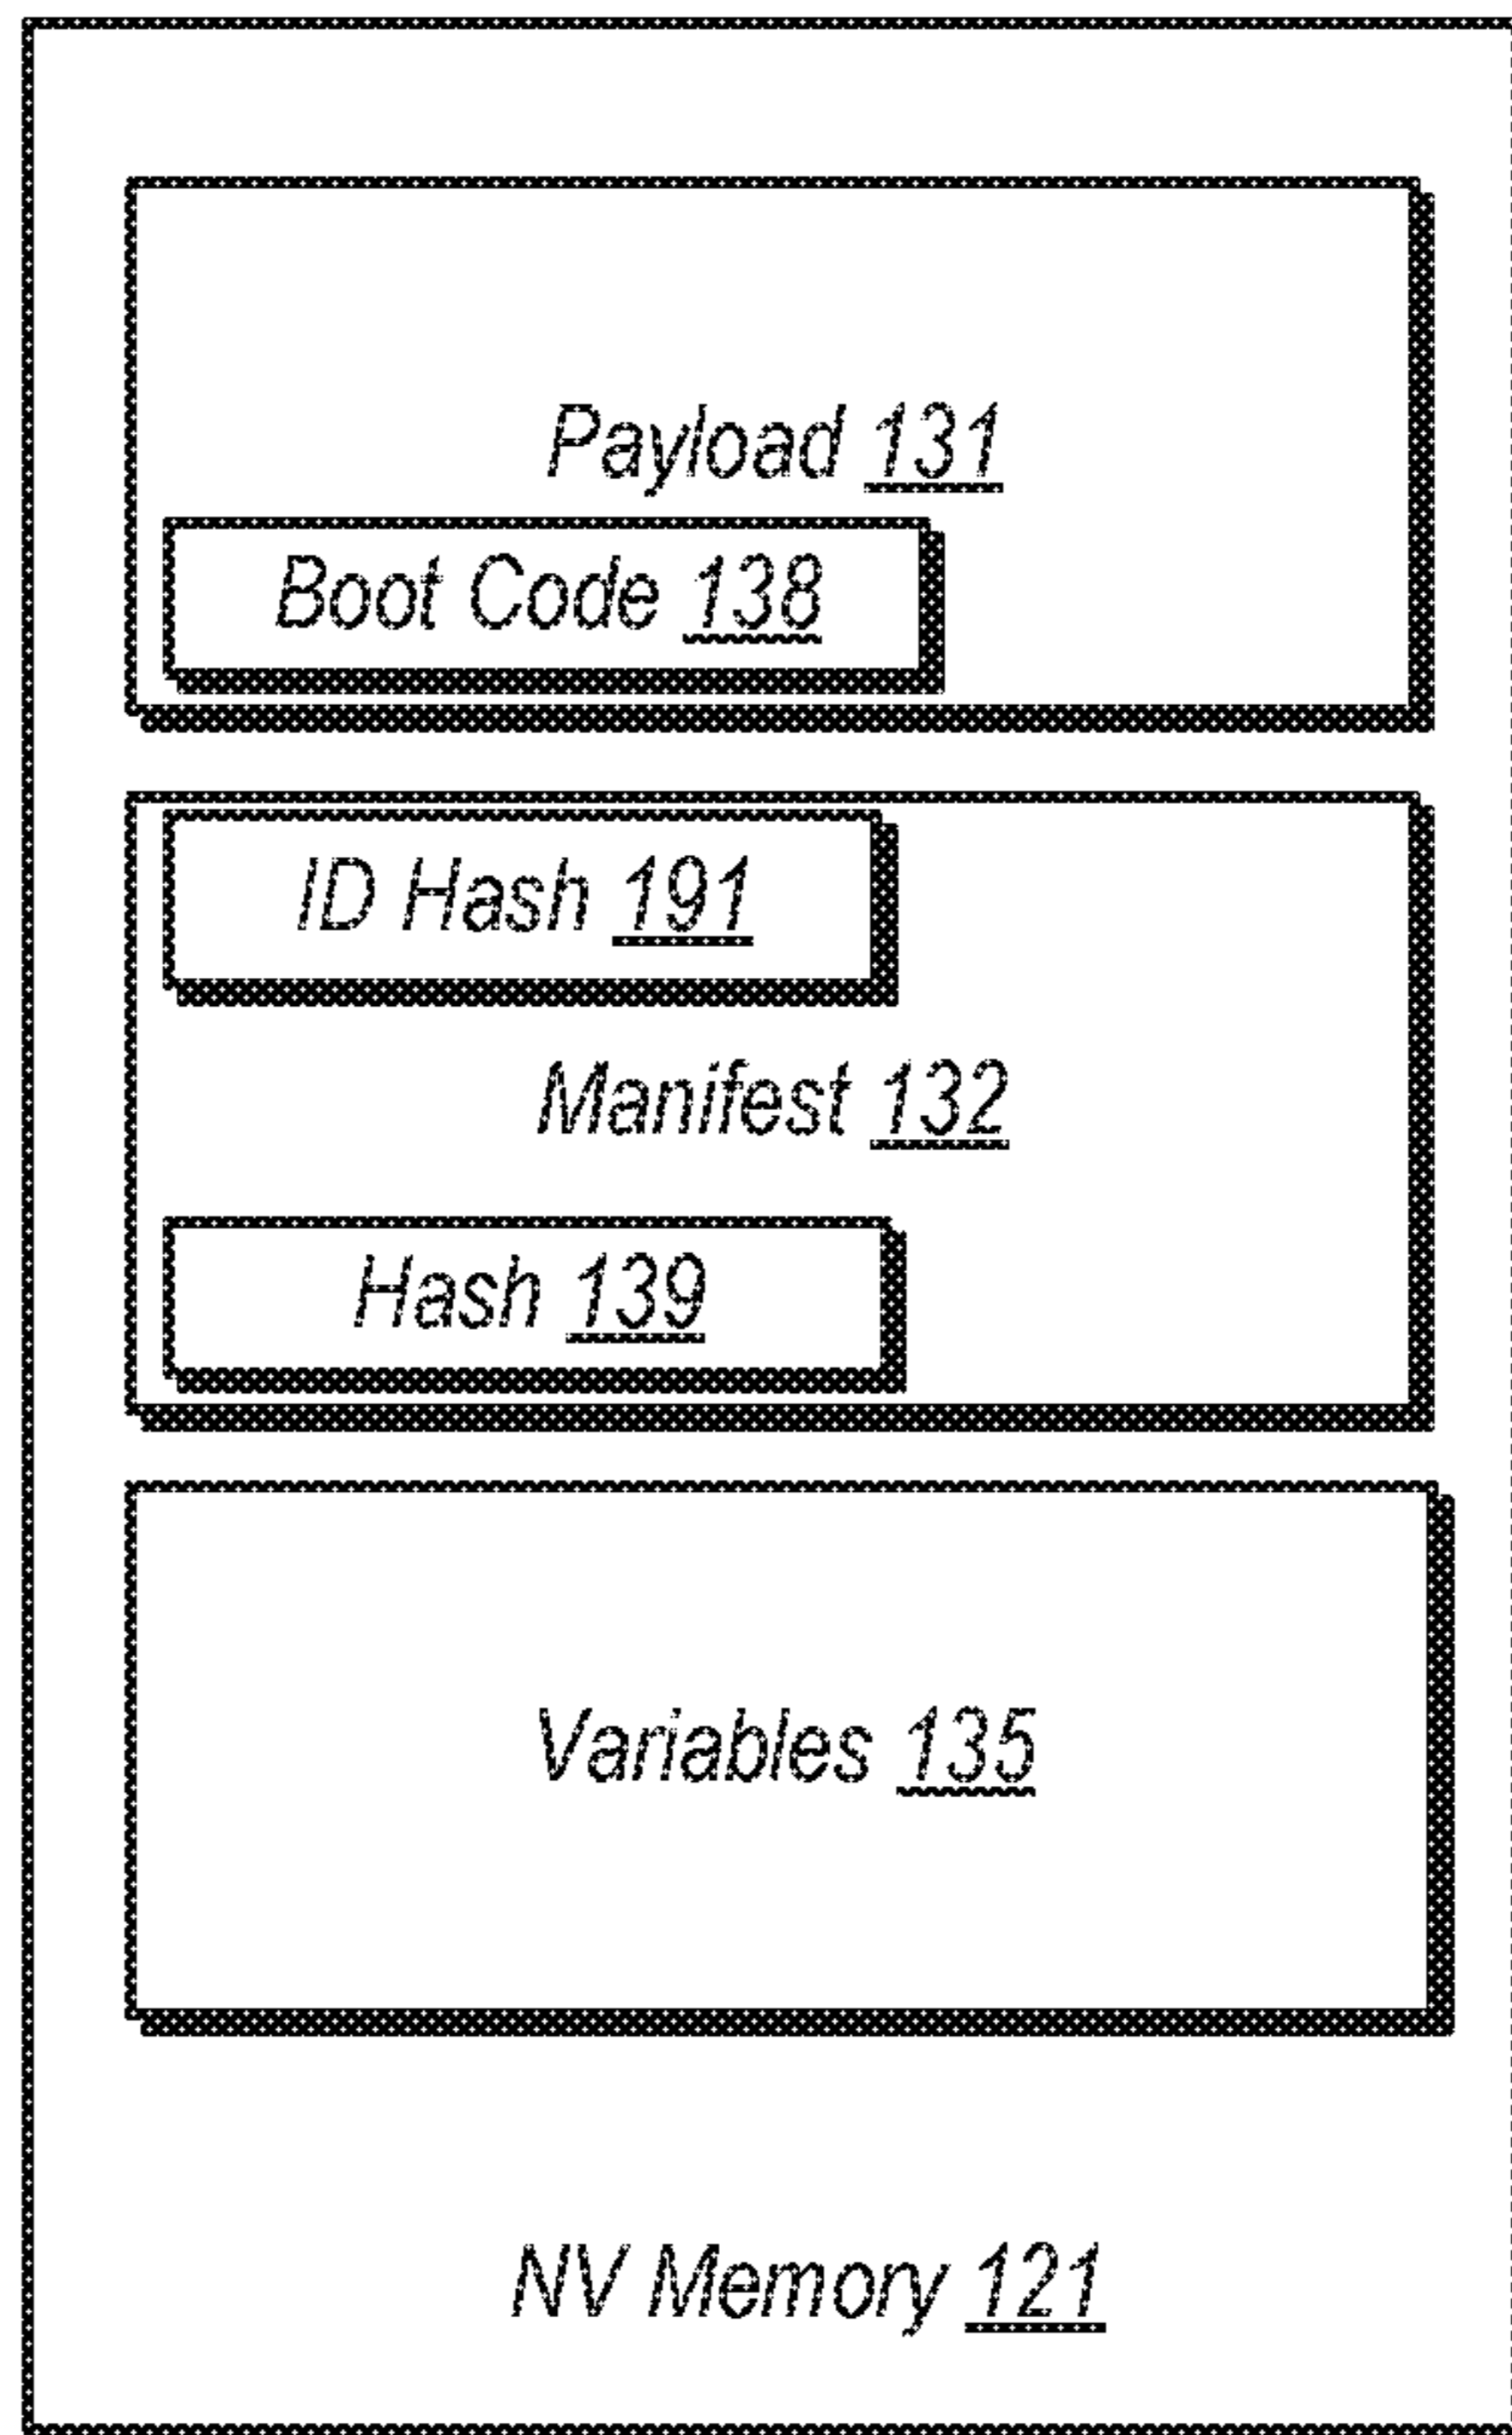 Payload 131
Boot Code 138
ID Hash 191
Manifest 132
Hash 139
Variables 135
NV Memory 121